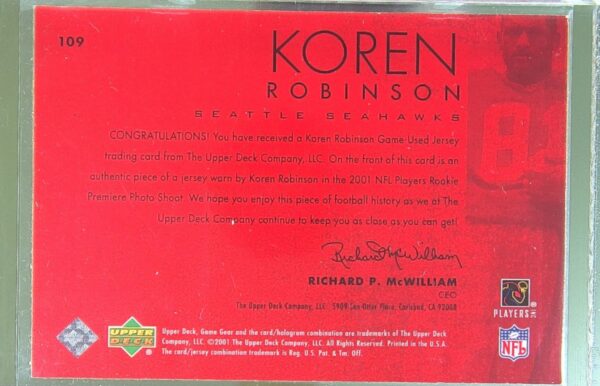 109
KOREN
ROBINSON
SEATTLE SEAHAWKS
CONGRATULATIONS! You have received a Koren Robinson Game-Used Jersey
trading card from The Upper Deck Company, LLC. On the front of this card is an
authentic piece of a jersey worn by Koren Robinson in the 2001 NFL Players Rookie
Premiere Photo Shoot. We hope you enjoy this piece of football history as we at The
Upper Deck Company continue to keep you as close as you can get!
Richard P. McWilliam
RICHARD P. McWILLIAM
CEO
The Upper Deck Company, LLC. 5909 Sea Otter Place, Carlsbad, CA 92008
PLAYERS INC
UPPER
DECK
Upper Deck, Game Gear and the card/hologram combination are trademarks of The Upper Deck
Company, LLC. ©2001 The Upper Deck Company, LLC. All Rights Reserved. Printed in the U.S.A.
The card/jersey combination trademark is Reg. U.S. Pat. & Tm. Off.
NFL